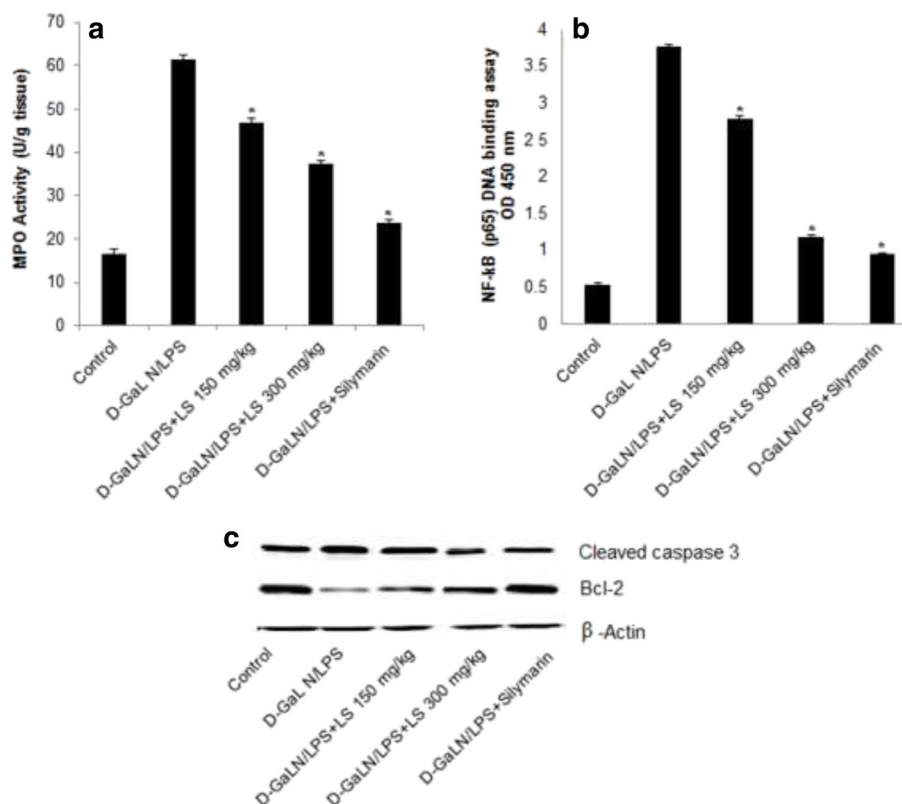 a
MPO Activity (U/g tissue)
70
60
50
40
30
20
10
0
*
*
*
Control
D-GaL N/LPS
D-GaLN/LPS+LS 150 mg/kg
D-GaLN/LPS+LS 300 mg/kg
D-GaLN/LPS+Silymarin
b
NF-kB (p65) DNA binding assay
OD 450 nm
4
3.5
3
2.5
2
1.5
1
0.5
0
*
*
*
Control
D-GaL N/LPS
D-GaLN/LPS+LS 150 mg/kg
D-GaLN/LPS+LS 300 mg/kg
D-GaLN/LPS+Silymarin
c
Cleaved caspase 3
Bcl-2
β -Actin
Control
D-GaL N/LPS
D-GaLN/LPS+LS 150 mg/kg
D-GaLN/LPS+LS 300 mg/kg
D-GaLN/LPS+Silymarin